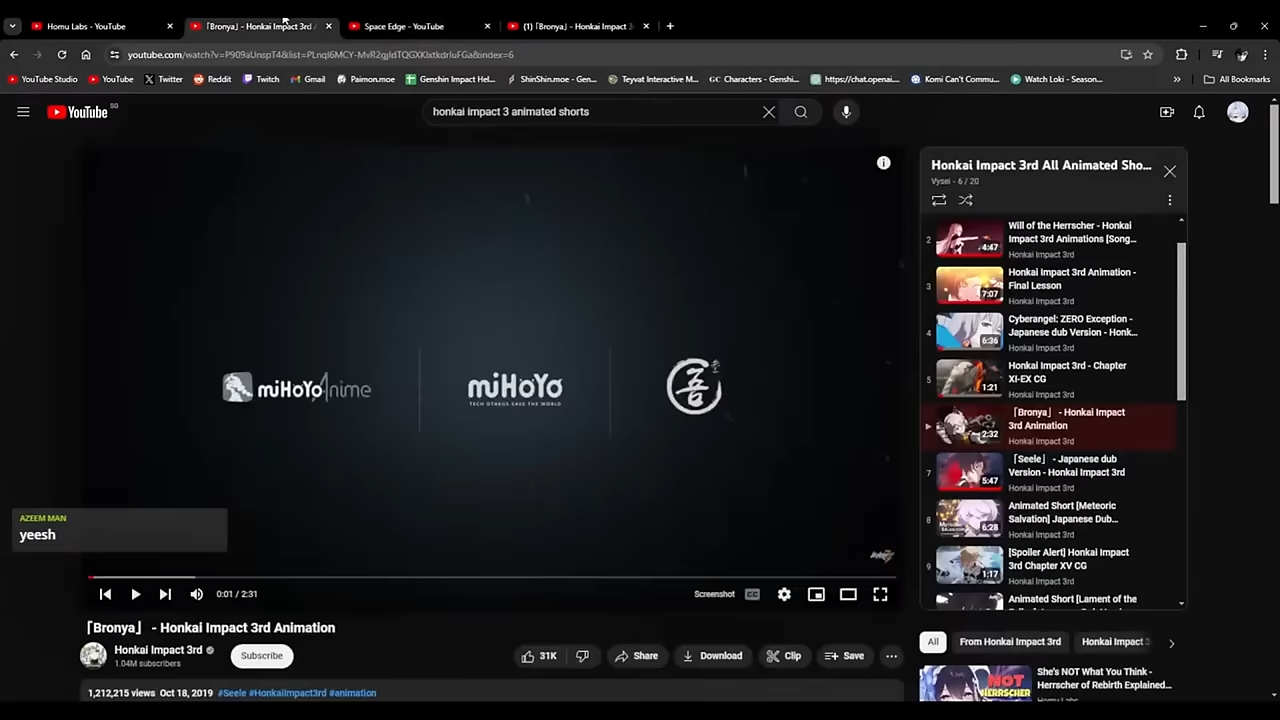 Homu Labs - YouTube
「Bronya」 - Honkai Impact 3rd
Space Edge - YouTube
(1) 「Bronya」 - Honkai Impact 3
youtube.com/watch?v=P909aUnspT4&list=PLnql6MCY-MvR2gjldTQGXKlxtkdrluFGa&index=6
YouTube Studio
YouTube
Twitter
Reddit
Twitch
Gmail
Paimon.moe
Genshin Impact Hel...
ShinShin.moe - Gen...
Teyvat Interactive M...
GC Characters - Genshi...
https://chat.openai...
Komi Can't Commu...
Watch Loki - Season...
»
All Bookmarks
YouTube SG
honkai impact 3 animated shorts
miHoYo Anime
miHoYo
TECH OTAKUS SAVE THE WORLD
吾
AZEEM MAN
yeesh
0:01 / 2:31
Screenshot
CC
「Bronya」 - Honkai Impact 3rd Animation
Honkai Impact 3rd
1.04M subscribers
Subscribe
31K
Share
Download
Clip
Save
1,212,215 views Oct 18, 2019 #Seele #HonkaiImpact3rd #animation
Honkai Impact 3rd All Animated Sho...
Vysei - 6 / 20
2
4:47
Will of the Herrscher - Honkai
Impact 3rd Animations [Song...
Honkai Impact 3rd
3
7:07
Honkai Impact 3rd Animation -
Final Lesson
Honkai Impact 3rd
4
6:36
Cyberangel: ZERO Exception -
Japanese dub Version - Honk...
Honkai Impact 3rd
5
1:21
Honkai Impact 3rd - Chapter
XI-EX CG
Honkai Impact 3rd
2:32
「Bronya」 - Honkai Impact
3rd Animation
Honkai Impact 3rd
7
5:47
「Seele」 - Japanese dub
Version - Honkai Impact 3rd
Honkai Impact 3rd
8
6:28
Animated Short [Meteoric
Salvation] Japanese Dub...
Honkai Impact 3rd
9
1:17
[Spoiler Alert] Honkai Impact
3rd Chapter XV CG
Honkai Impact 3rd
Animated Short [Lament of the
All
From Honkai Impact 3rd
Honkai Impact 3
NOT
HERRSCHER
She's NOT What You Think -
Herrscher of Rebirth Explained...
Homu Labs